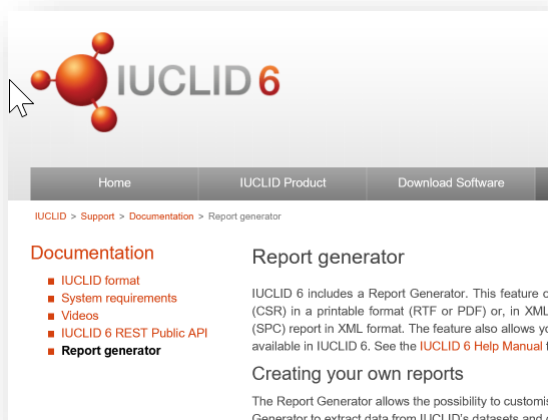 IUCLID 6
Home
IUCLID Product
Download Software
IUCLID > Support > Documentation > Report generator
Documentation
IUCLID format
System requirements
Videos
IUCLID 6 REST Public API
Report generator
Report generator
IUCLID 6 includes a Report Generator. This feature
(CSR) in a printable format (RTF or PDF) or, in XML
(SPC) report in XML format. The feature also allows
available in IUCLID 6. See the IUCLID 6 Help Manual
Creating your own reports
The Report Generator allows the possibility to
Generator to extract data from IUCLID's datasets and